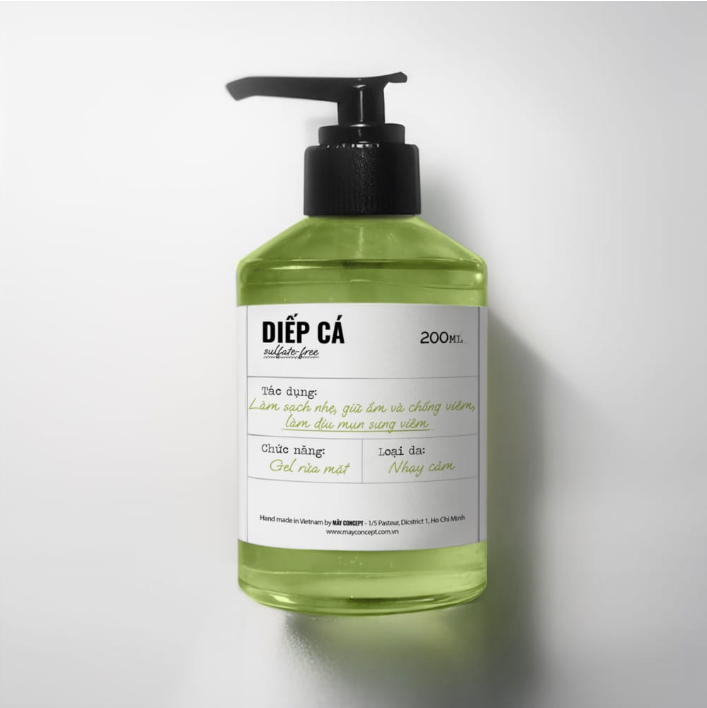 DIẾP CÁ
sulfate-free
200ML
Tác dụng:
Làm sạch nhẹ, giữ ẩm và chống viêm,
làm dịu mụn sưng viêm
Chức năng:
Gel rửa mặt
Loại da:
Nhạy cảm
Hand made in Vietnam by MÂY CONCEPT - 1/5 Pasteur, Dicstrict 1, Ho Chi Minh
www.mayconcept.com.vn